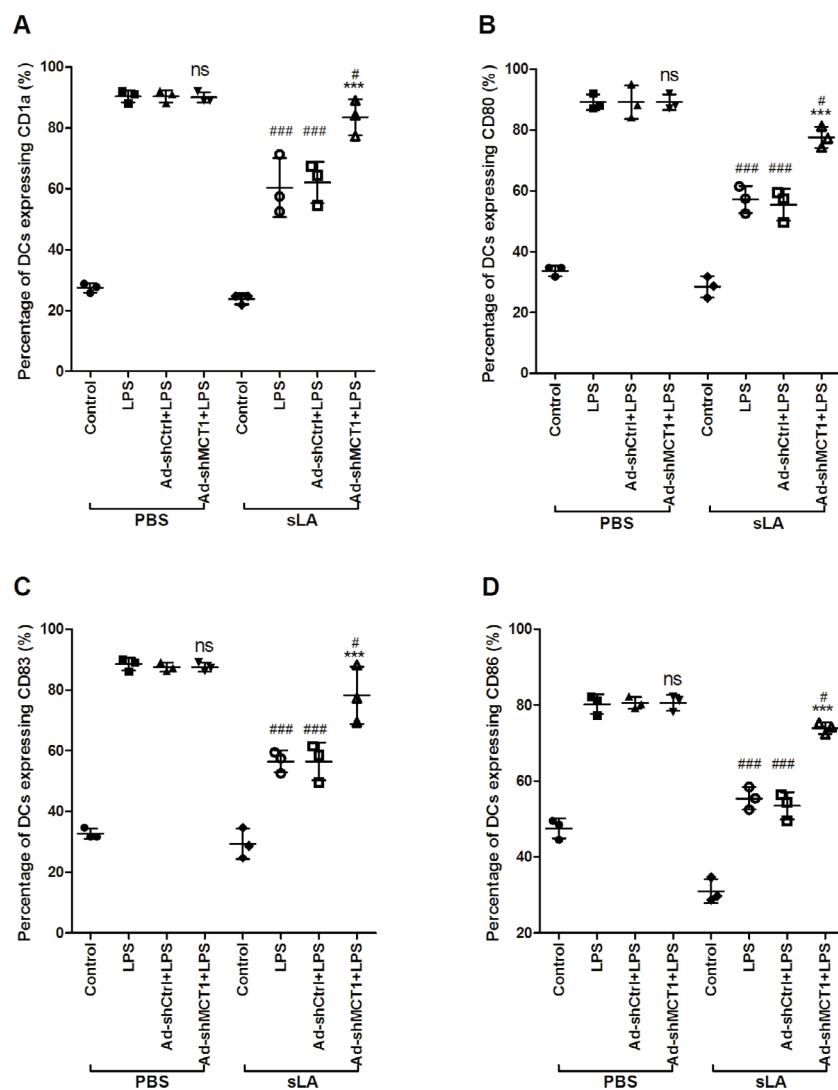 A
Percentage of DCs expressing CD1a (%)
100
80
60
40
20
0
ns
###
###
#
***
Control
LPS
Ad-shCtrl+LPS
Ad-shMCT1+LPS
Control
LPS
Ad-shCtrl+LPS
Ad-shMCT1+LPS
PBS
sLA
B
Percentage of DCs expressing CD80 (%)
100
80
60
40
20
0
ns
###
###
#
***
Control
LPS
Ad-shCtrl+LPS
Ad-shMCT1+LPS
Control
LPS
Ad-shCtrl+LPS
Ad-shMCT1+LPS
PBS
sLA
C
Percentage of DCs expressing CD83 (%)
100
80
60
40
20
0
ns
###
###
#
***
Control
LPS
Ad-shCtrl+LPS
Ad-shMCT1+LPS
Control
LPS
Ad-shCtrl+LPS
Ad-shMCT1+LPS
PBS
sLA
D
Percentage of DCs expressing CD86 (%)
100
80
60
40
20
ns
###
###
#
***
Control
LPS
Ad-shCtrl+LPS
Ad-shMCT1+LPS
Control
LPS
Ad-shCtrl+LPS
Ad-shMCT1+LPS
PBS
sLA